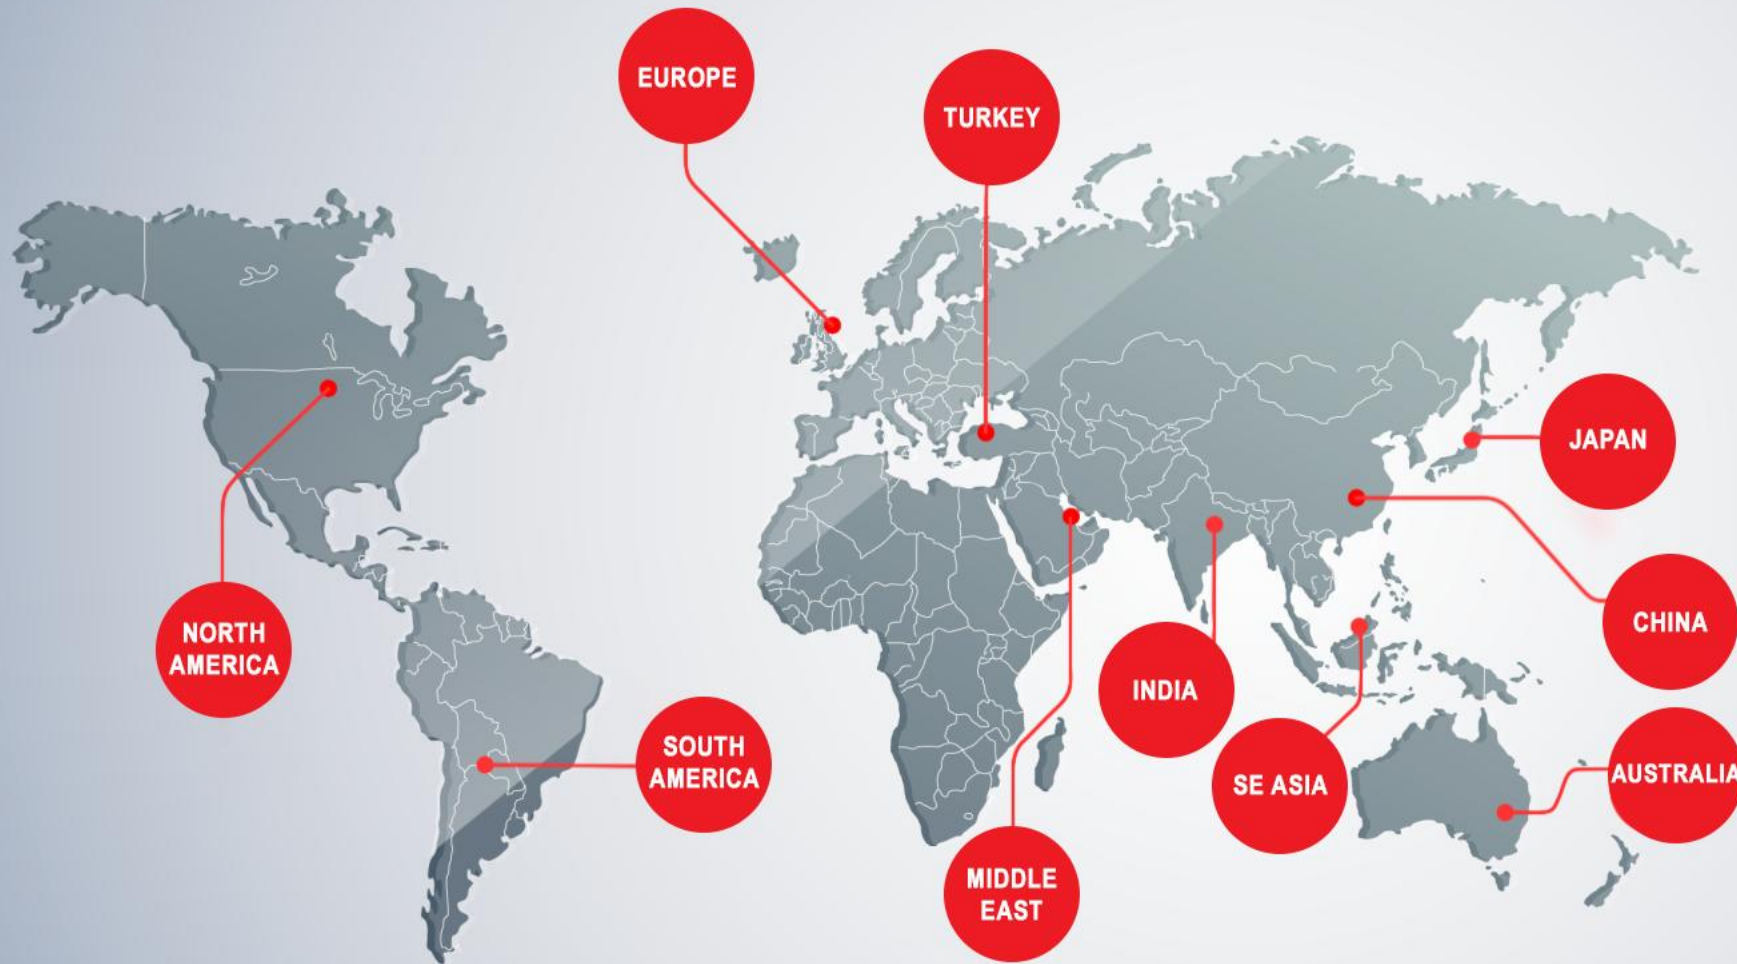 EUROPE
TURKEY
JAPAN
NORTH
AMERICA
CHINA
INDIA
SOUTH
AMERICA
SE ASIA
AUSTRALIA
MIDDLE
EAST